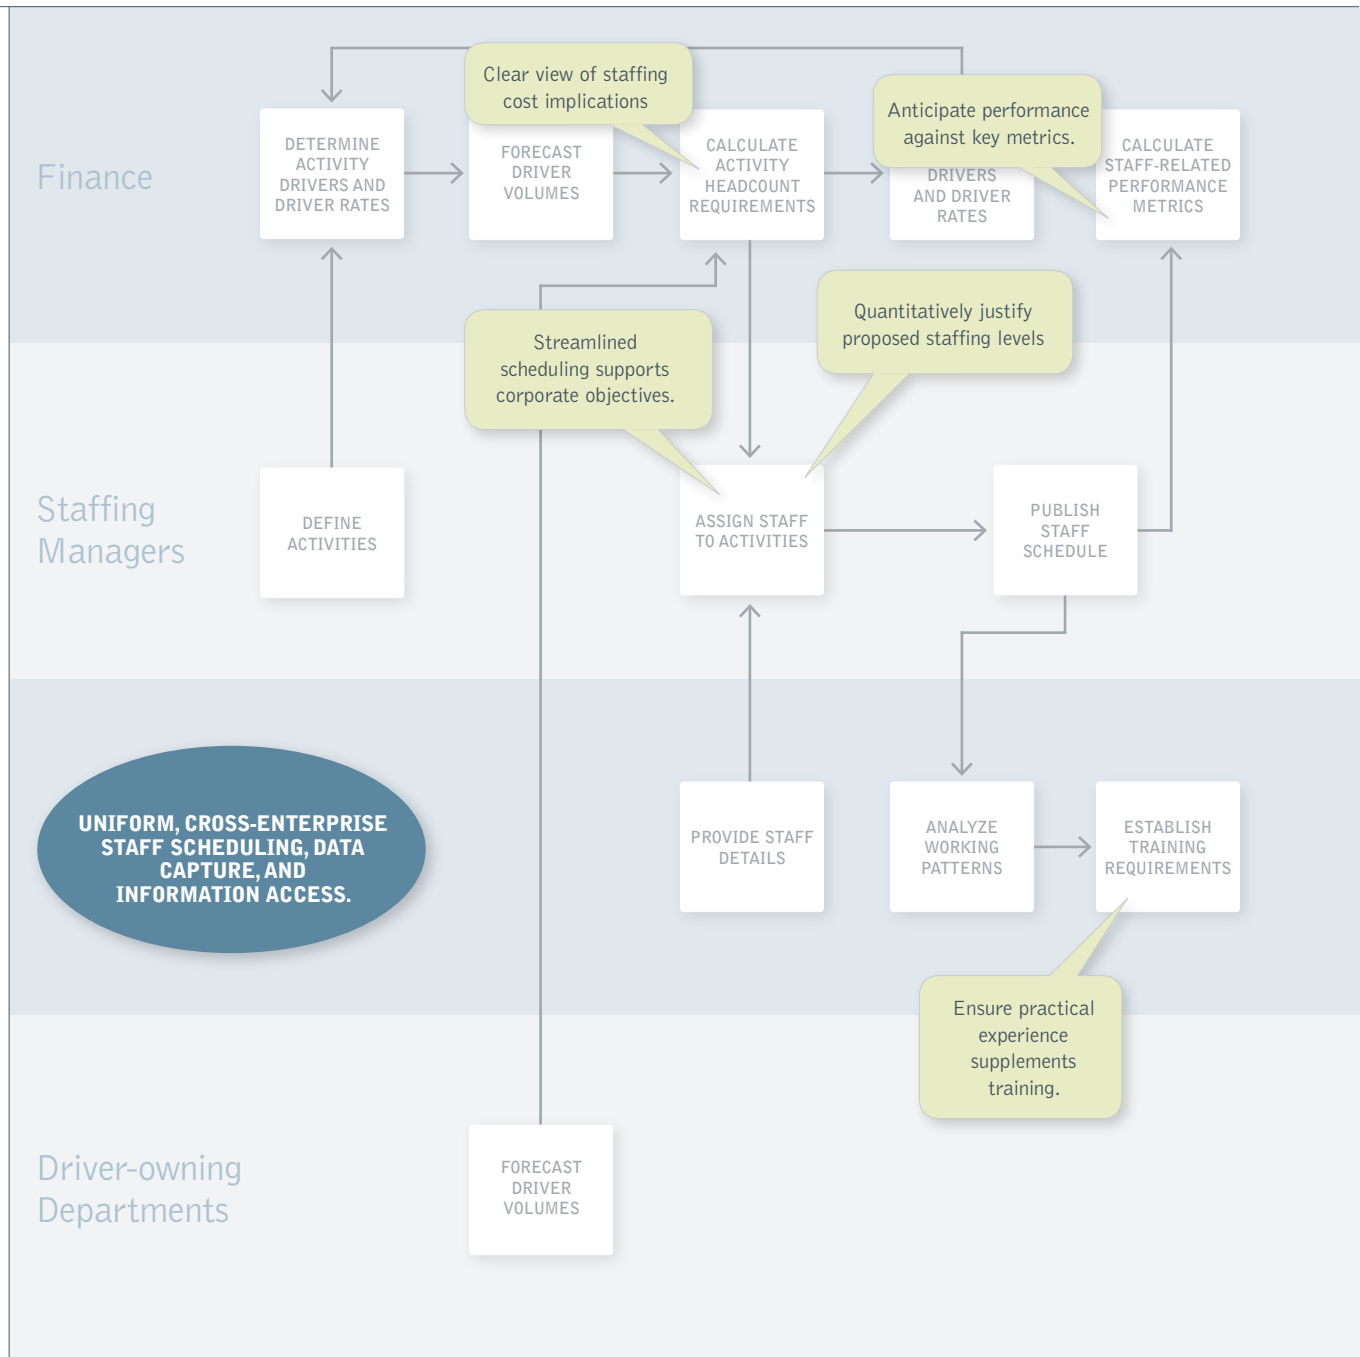 Clear view of staffing
cost implications
Anticipate performance
against key metrics.
Finance
DETERMINE
ACTIVITY
DRIVERS AND
DRIVER RATES
FORECAST
DRIVER
VOLUMES
CALCULATE
ACTIVITY
HEADCOUNT
REQUIREMENTS
DRIVERS
AND DRIVER
RATES
CALCULATE
STAFF-RELATED
PERFORMANCE
METRICS
Streamlined
scheduling supports
corporate objectives.
Quantitatively justify
proposed staffing levels
Staffing
Managers
DEFINE
ACTIVITIES
ASSIGN STAFF
TO ACTIVITIES
PUBLISH
STAFF
SCHEDULE
UNIFORM, CROSS-ENTERPRISE
STAFF SCHEDULING, DATA
CAPTURE, AND
INFORMATION ACCESS.
PROVIDE STAFF
DETAILS
ANALYZE
WORKING
PATTERNS
ESTABLISH
TRAINING
REQUIREMENTS
Ensure practical
experience
supplements
training.
Driver-owning
Departments
FORECAST
DRIVER
VOLUMES